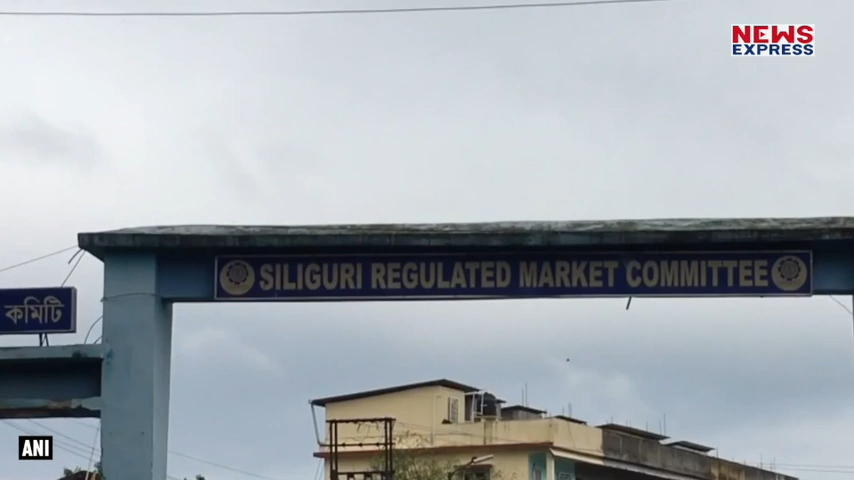 NEWS
EXPRESS
SILIGURI REGULATED MARKET COMMITTEE
কমিটি
ANI